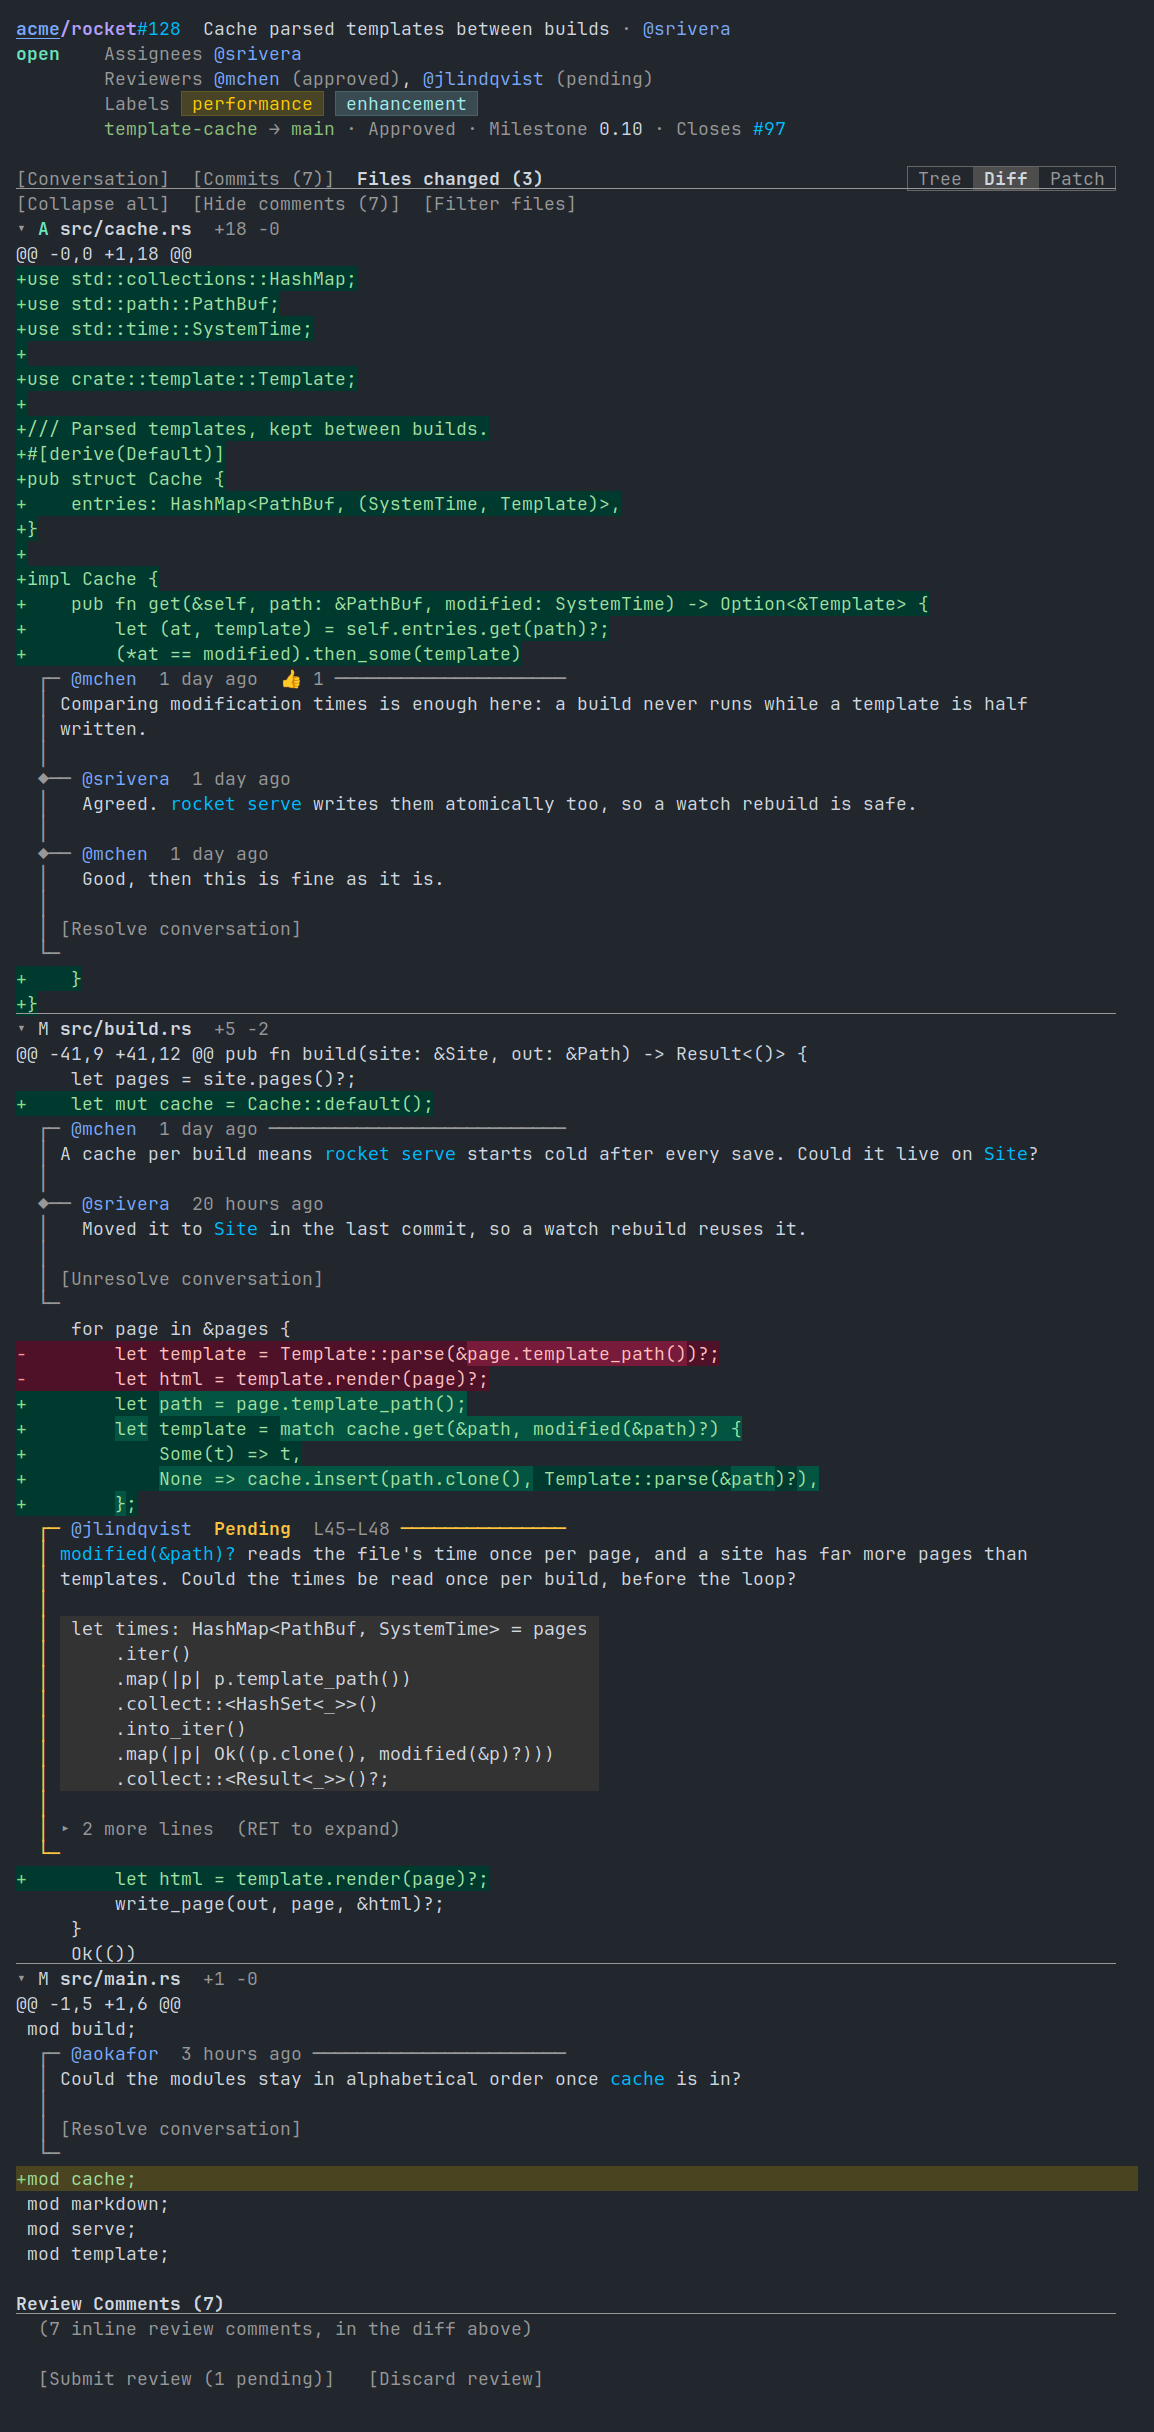 acme/rocket#128  Cache parsed templates between builds · @srivera
open    Assignees @srivera
        Reviewers @mchen (approved), @jlindqvist (pending)
        Labels  performance   enhancement
        template-cache → main · Approved · Milestone 0.10 · Closes #97
[Conversation]  [Commits (7)]  Files changed (3)  Tree  Diff  Patch
[Collapse all]  [Hide comments (7)]  [Filter files]
▾ A src/cache.rs  +18 -0
@@ -0,0 +1,18 @@
+use std::collections::HashMap;
+use std::path::PathBuf;
+use std::time::SystemTime;
+
+use crate::template::Template;
+
+/// Parsed templates, kept between builds.
+#[derive(Default)]
+pub struct Cache {
+    entries: HashMap<PathBuf, (SystemTime, Template)>,
+}
+
+impl Cache {
+    pub fn get(&self, path: &PathBuf, modified: SystemTime) -> Option<&Template> {
+        let (at, template) = self.entries.get(path)?;
+        (*at == modified).then_some(template)
@mchen  1 day ago  👍 1
Comparing modification times is enough here: a build never runs while a template is half
written.
◆ @srivera  1 day ago
Agreed. rocket serve writes them atomically too, so a watch rebuild is safe.
◆ @mchen  1 day ago
Good, then this is fine as it is.
[Resolve conversation]
+    }
+}
▾ M src/build.rs  +5 -2
@@ -41,9 +41,12 @@ pub fn build(site: &Site, out: &Path) -> Result<()> {
     let pages = site.pages()?;
+    let mut cache = Cache::default();
@mchen  1 day ago
A cache per build means rocket serve starts cold after every save. Could it live on Site?
◆ @srivera  20 hours ago
Moved it to Site in the last commit, so a watch rebuild reuses it.
[Unresolve conversation]
     for page in &pages {
-        let template = Template::parse(&page.template_path())?;
-        let html = template.render(page)?;
+        let path = page.template_path();
+        let template = match cache.get(&path, modified(&path)?) {
+            Some(t) => t,
+            None => cache.insert(path.clone(), Template::parse(&path)?),
+        };
@jlindqvist  Pending  L45–L48
modified(&path)? reads the file's time once per page, and a site has far more pages than
templates. Could the times be read once per build, before the loop?
let times: HashMap<PathBuf, SystemTime> = pages
    .iter()
    .map(|p| p.template_path())
    .collect::<HashSet<_>>()
    .into_iter()
    .map(|p| Ok((p.clone(), modified(&p)?)))
    .collect::<Result<_>>()?;
▸ 2 more lines  (RET to expand)
+        let html = template.render(page)?;
         write_page(out, page, &html)?;
     }
     Ok(())
▾ M src/main.rs  +1 -0
@@ -1,5 +1,6 @@
 mod build;
@aokafor  3 hours ago
Could the modules stay in alphabetical order once cache is in?
[Resolve conversation]
+mod cache;
 mod markdown;
 mod serve;
 mod template;
Review Comments (7)
(7 inline review comments, in the diff above)
[Submit review (1 pending)]   [Discard review]